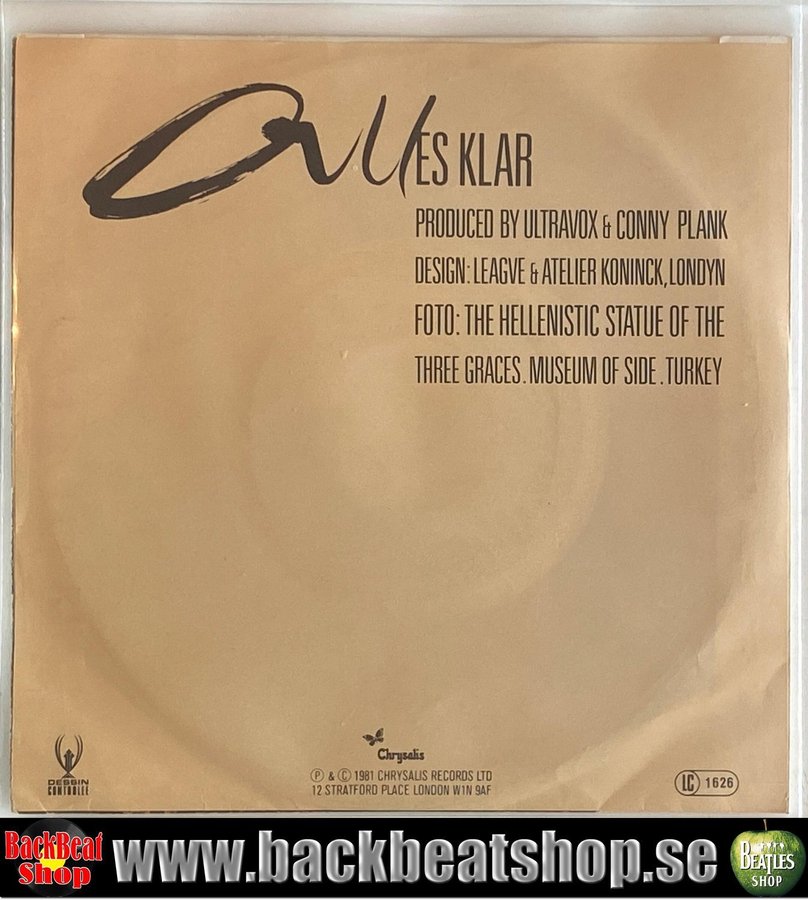 Alles KLAR
PRODUCED BY ULTRAVOX & CONNY PLANK
DESIGN: LEAGVE & ATELIER KONINCK, LONDYN
FOTO: THE HELLENISTIC STATUE OF THE
THREE GRACES. MUSEUM OF SIDE. TURKEY
DESSIN
CONTROLEE
Chrysalis
Ⓟ & © 1981 CHRYSALIS RECORDS LTD
12 STRATFORD PLACE LONDON W1N 9AF
LC 1626
BackBeat
Shop
www.backbeatshop.se
BEATLES
SHOP